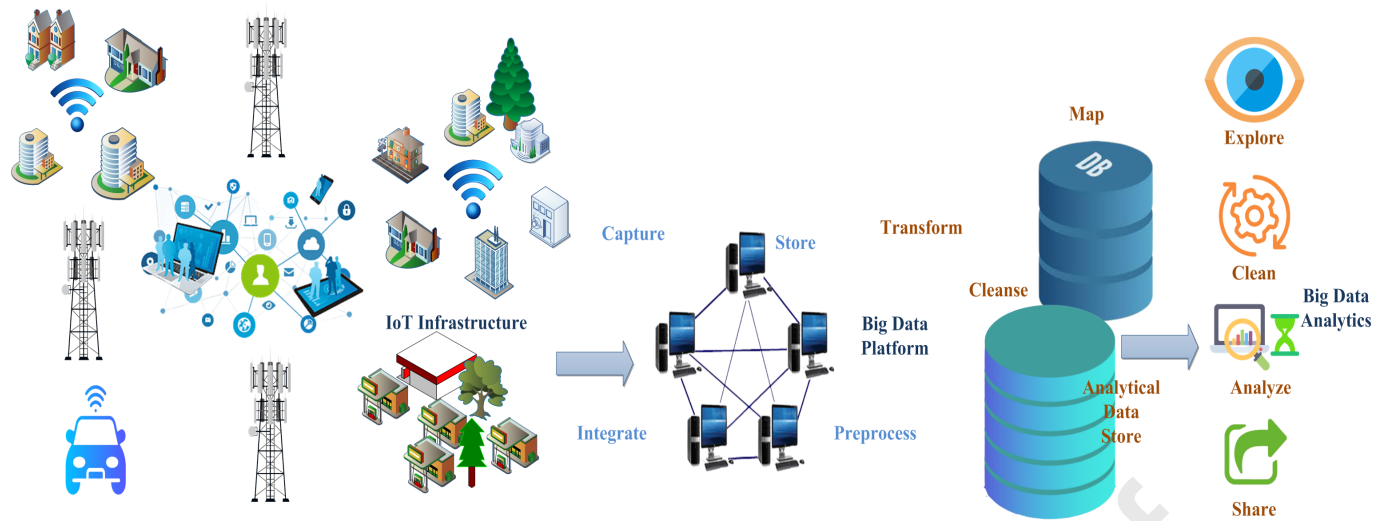 Map
DB
Explore
Capture
Store
Transform
Clean
Cleanse
IoT Infrastructure
Big Data
Platform
Big Data
Analytics
Analytical
Data
Store
Analyze
Integrate
Preprocess
Share